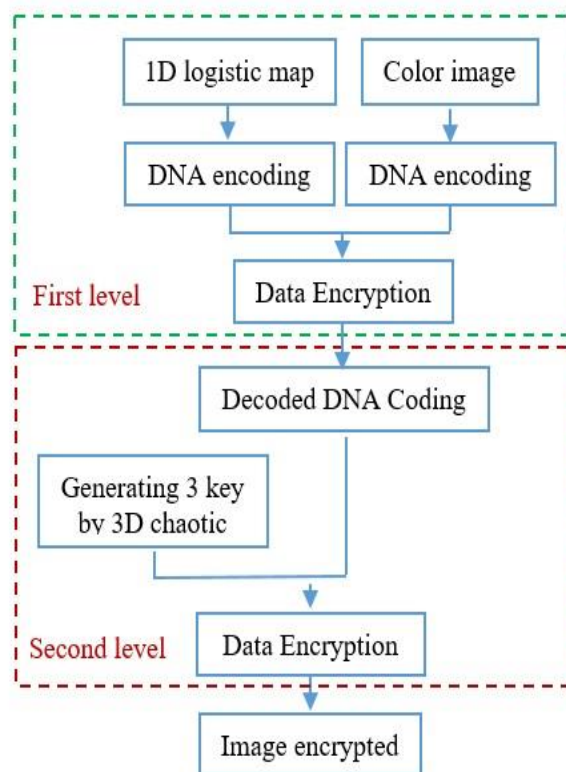 1D logistic map
Color image
DNA encoding
DNA encoding
First level
Data Encryption
Decoded DNA Coding
Generating 3 key
by 3D chaotic
Second level
Data Encryption
Image encrypted